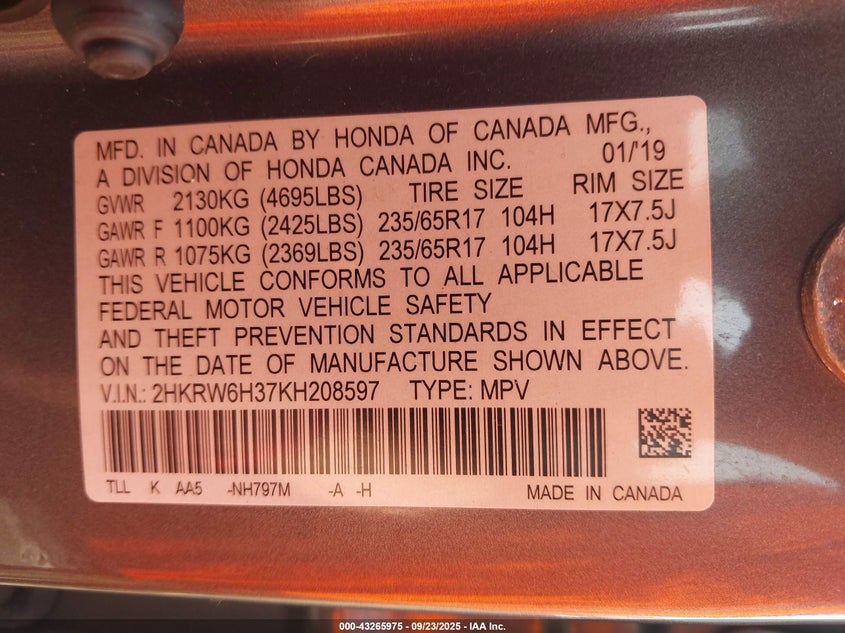 MFD. IN CANADA BY HONDA OF CANADA MFG.,
A DIVISION OF HONDA CANADA INC. 01/'19
GVWR 2130KG (4695LBS) TIRE SIZE RIM SIZE
GAWR F 1100KG (2425LBS) 235/65R17 104H 17X7.5J
GAWR R 1075KG (2369LBS) 235/65R17 104H 17X7.5J
THIS VEHICLE CONFORMS TO ALL APPLICABLE
FEDERAL MOTOR VEHICLE SAFETY
AND THEFT PREVENTION STANDARDS IN EFFECT
ON THE DATE OF MANUFACTURE SHOWN ABOVE.
V.I.N.: 2HKRW6H37KH208597 TYPE: MPV
TLL K AA5 -NH797M -A -H MADE IN CANADA
000-43265975 - 09/23/2025 - IAA Inc.